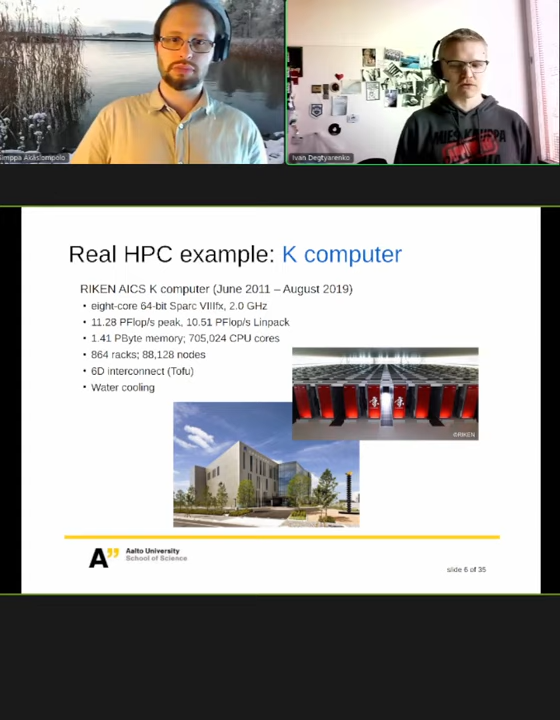 Simppa Äkäslompolo
Ivan Degtyarenko
Real HPC example: K computer
RIKEN AICS K computer (June 2011 – August 2019)
• eight-core 64-bit Sparc VIIIfx, 2.0 GHz
• 11.28 PFlop/s peak, 10.51 PFlop/s Linpack
• 1.41 PByte memory; 705,024 CPU cores
• 864 racks; 88,128 nodes
• 6D interconnect (Tofu)
• Water cooling
©RIKEN
A”
Aalto University
School of Science
slide 6 of 35